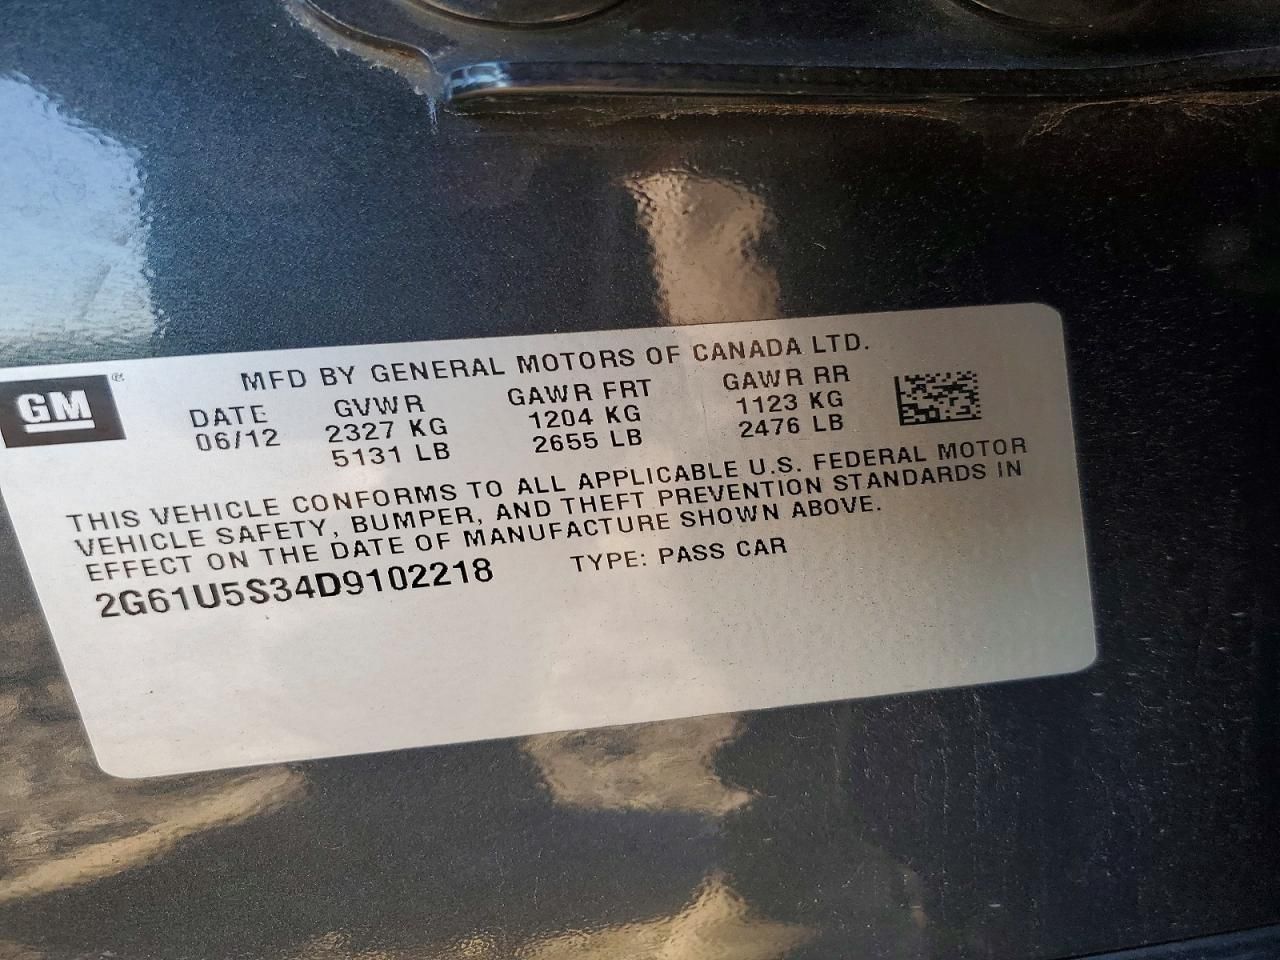 GM®
MFD BY GENERAL MOTORS OF CANADA LTD.
DATE GVWR GAWR FRT GAWR RR
06/12 2327 KG 1204 KG 1123 KG
5131 LB 2655 LB 2476 LB
THIS VEHICLE CONFORMS TO ALL APPLICABLE U.S. FEDERAL MOTOR
VEHICLE SAFETY, BUMPER, AND THEFT PREVENTION STANDARDS IN
EFFECT ON THE DATE OF MANUFACTURE SHOWN ABOVE.
2G61U5S34D9102218 TYPE: PASS CAR